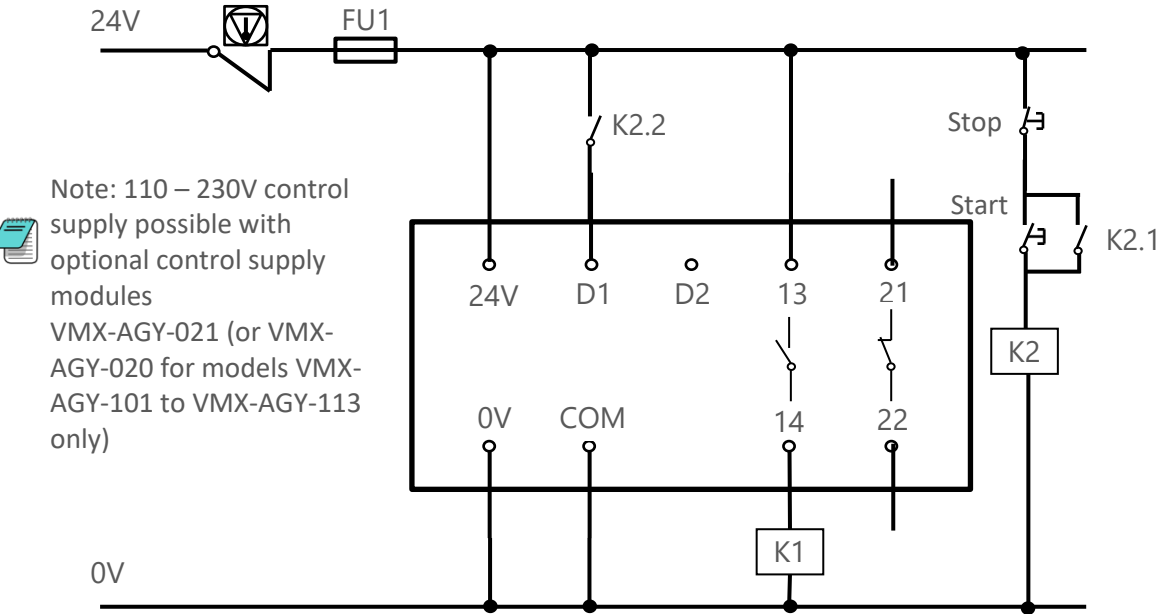 24V
FU1
K2.2
Stop
Note: 110 – 230V control
supply possible with
optional control supply
modules
VMX-AGY-021 (or VMX-
AGY-020 for models VMX-
AGY-101 to VMX-AGY-113
only)
Start
K2.1
24V D1 D2 13 21
K2
0V COM 14 22
K1
0V